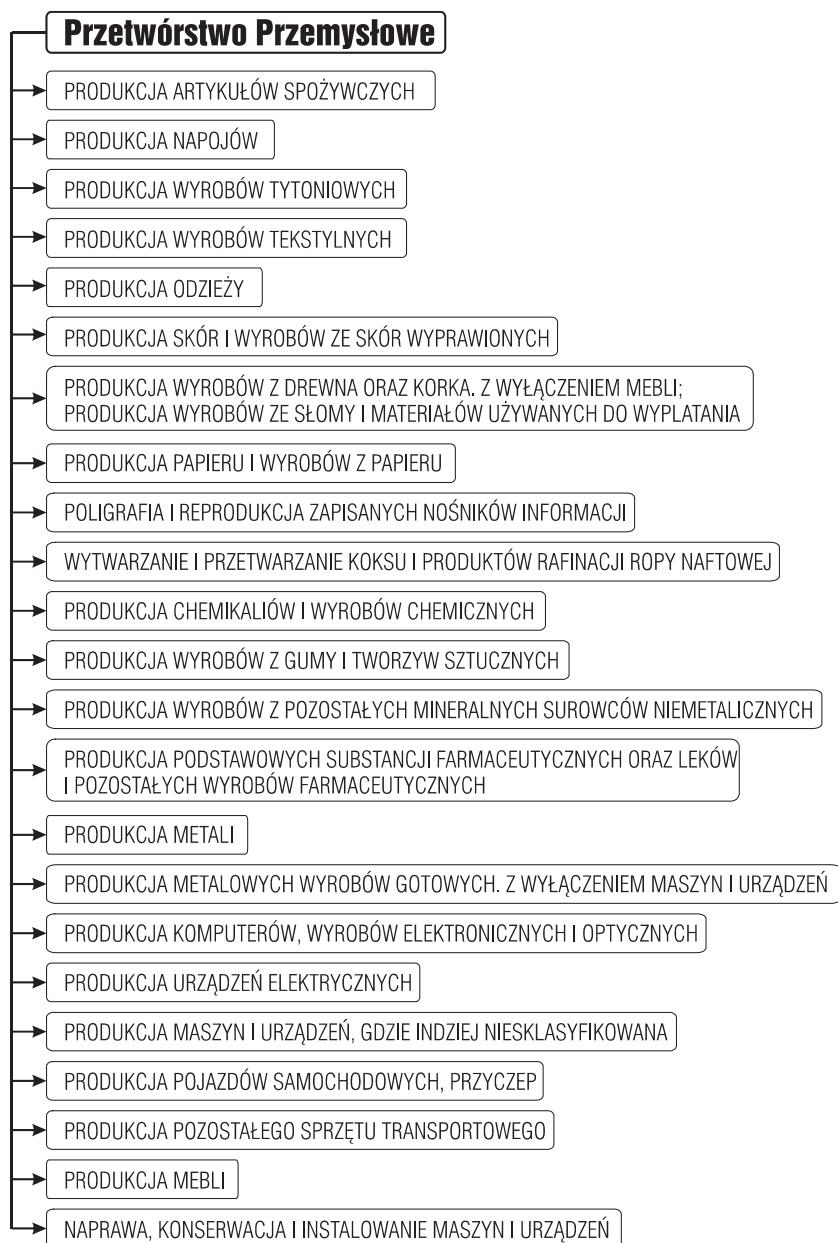 Przetwórstwo Przemysłowe
PRODUKCJA ARTYKUŁÓW SPOŻYWCZYCH
PRODUKCJA NAPOJÓW
PRODUKCJA WYROBÓW TYTONIOWYCH
PRODUKCJA WYROBÓW TEKSTYLNYCH
PRODUKCJA ODZIEŻY
PRODUKCJA SKÓR I WYROBÓW ZE SKÓR WYPRAWIONYCH
PRODUKCJA WYROBÓW Z DREWNA ORAZ KORKA. Z WYŁĄCZENIEM MEBLI;
PRODUKCJA WYROBÓW ZE SŁOMY I MATERIAŁÓW UŻYWANYCH DO WYPLATANIA
PRODUKCJA PAPIERU I WYROBÓW Z PAPIERU
POLIGRAFIA I REPRODUKCJA ZAPISANYCH NOŚNIKÓW INFORMACJI
WYTWARZANIE I PRZETWARZANIE KOKSU I PRODUKTÓW RAFINACJI ROPY NAFTOWEJ
PRODUKCJA CHEMIKALIÓW I WYROBÓW CHEMICZNYCH
PRODUKCJA WYROBÓW Z GUMY I TWORZYW SZTUCZNYCH
PRODUKCJA WYROBÓW Z POZOSTAŁYCH MINERALNYCH SUROWCÓW NIEMETALICZNYCH
PRODUKCJA PODSTAWOWYCH SUBSTANCJI FARMACEUTYCZNYCH ORAZ LEKÓW
I POZOSTAŁYCH WYROBÓW FARMACEUTYCZNYCH
PRODUKCJA METALI
PRODUKCJA METALOWYCH WYROBÓW GOTOWYCH. Z WYŁĄCZENIEM MASZYN I URZĄDZEŃ
PRODUKCJA KOMPUTERÓW, WYROBÓW ELEKTRONICZNYCH I OPTYCZNYCH
PRODUKCJA URZĄDZEŃ ELEKTRYCZNYCH
PRODUKCJA MASZYN I URZĄDZEŃ, GDZIE INDZIEJ NIESKLASYFIKOWANA
PRODUKCJA POJAZDÓW SAMOCHODOWYCH, PRZYCZEP
PRODUKCJA POZOSTAŁEGO SPRZĘTU TRANSPORTOWEGO
PRODUKCJA MEBLI
NAPRAWA, KONSERWACJA I INSTALOWANIE MASZYN I URZĄDZEŃ